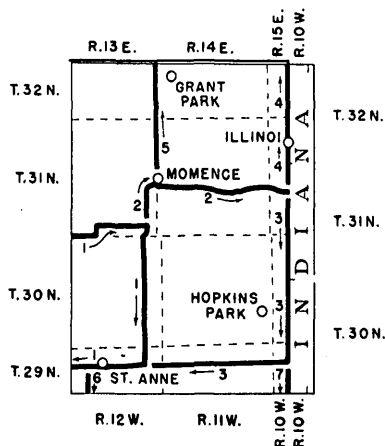 R.13 E. R.14 E. R.15 E. R.10 W.
T.32 N.
GRANT
PARK
4
T.32 N.
5
ILLINOI
4
MOMENCE
T.31 N.
2
2
3
T.31 N.
1
1
T.30 N.
HOPKINS
PARK
3
T.30 N.
1
T.29 N.
6 ST. ANNE
3
7
R.12 W. R.11 W. R.10 W. R.10 W.
INDIANA